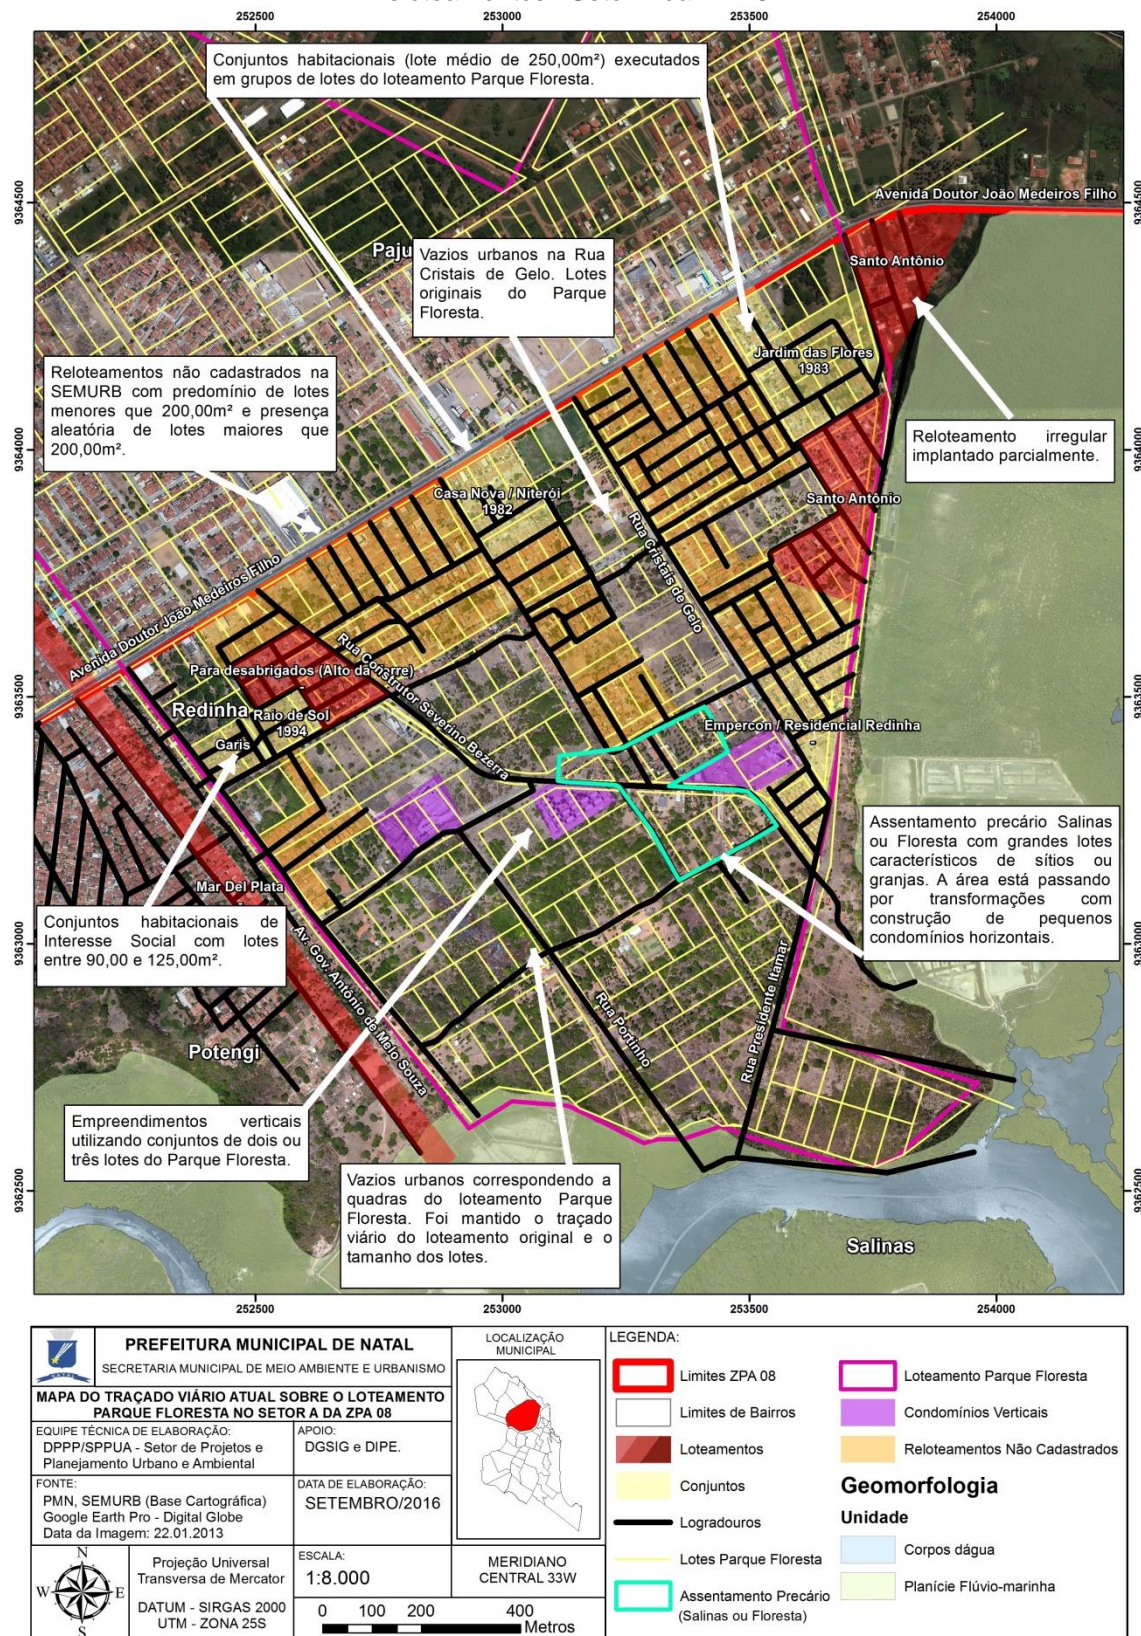 252500 253000 253500 254000
Conjuntos habitacionais (lote médio de 250,00m²) executados
em grupos de lotes do loteamento Parque Floresta.
9364500
9364500
Avenida Doutor João Medeiros Filho
Paju
Vazios urbanos na Rua
Cristais de Gelo. Lotes
originais do Parque
Floresta.
Santo Antônio
Jardim das Flores
1983
Reloteamentos não cadastrados na
SEMURB com predomínio de lotes
menores que 200,00m² e presença
aleatória de lotes maiores que
200,00m².
Reloteamento irregular
implantado parcialmente.
9364000
9364000
Casa Nova / Niterói
1982
Santo Antônio
Rua Cristais de Gelo
Avenida Doutor João Medeiros Filho
Rua Construtor Severino Bezerra
Para desabrigados (Alto da Torre)
9363500
9363500
Redinha
Raio de Sol
1994
Garis
Empercon / Residencial Redinha
Assentamento precário Salinas
ou Floresta com grandes lotes
característicos de sítios ou
granjas. A área está passando
por transformações com
construção de pequenos
condomínios horizontais.
Mar Del Plata
Conjuntos habitacionais de
Interesse Social com lotes
entre 90,00 e 125,00m².
9363000
9363000
Av. Gov. Antônio de Melo Souza
Rua Portinho
Rua Presidente Itamar
Potengi
Empreendimentos verticais
utilizando conjuntos de dois ou
três lotes do Parque Floresta.
Vazios urbanos correspondendo a
quadras do loteamento Parque
Floresta. Foi mantido o traçado
viário do loteamento original e o
tamanho dos lotes.
9362500
9362500
Salinas
252500 253000 253500 254000
NATAL
PREFEITURA MUNICIPAL DE NATAL
SECRETARIA MUNICIPAL DE MEIO AMBIENTE E URBANISMO
MAPA DO TRAÇADO VIÁRIO ATUAL SOBRE O LOTEAMENTO
PARQUE FLORESTA NO SETOR A DA ZPA 08
EQUIPE TÉCNICA DE ELABORAÇÃO:
DPPP/SPPUA - Setor de Projetos e
Planejamento Urbano e Ambiental
APOIO:
DGSIG e DIPE.
FONTE:
PMN, SEMURB (Base Cartográfica)
Google Earth Pro - Digital Globe
Data da Imagem: 22.01.2013
DATA DE ELABORAÇÃO:
SETEMBRO/2016
N
W E
S
Projeção Universal
Transversa de Mercator
DATUM - SIRGAS 2000
UTM - ZONA 25S
ESCALA:
1:8.000
0 100 200 400
Metros
LOCALIZAÇÃO
MUNICIPAL
MERIDIANO
CENTRAL 33W
LEGENDA:
Limites ZPA 08
Limites de Bairros
Loteamentos
Conjuntos
Logradouros
Lotes Parque Floresta
Assentamento Precário
(Salinas ou Floresta)
Loteamento Parque Floresta
Condomínios Verticais
Reloteamentos Não Cadastrados
Geomorfologia
Unidade
Corpos dágua
Planície Flúvio-marinha